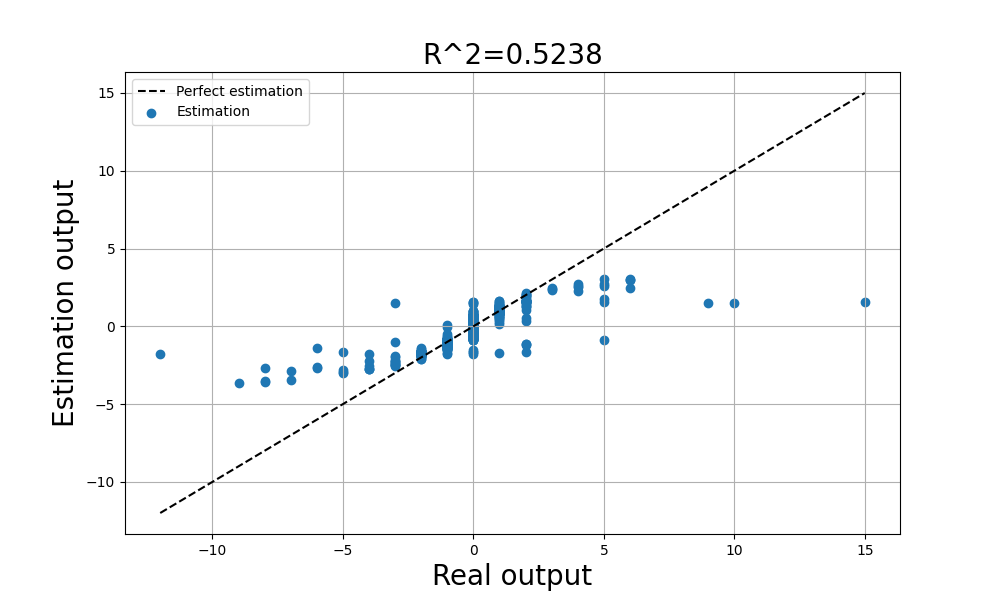 R^2=0.5238
Perfect estimation
Estimation
Estimation output
15
10
5
0
−5
−10
−10
−5
0
5
10
15
Real output